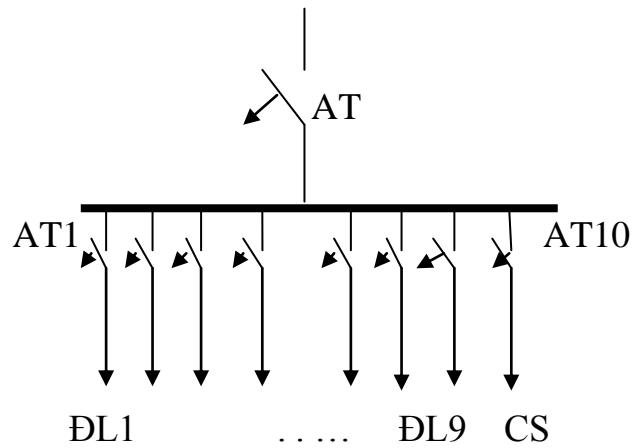 AT
AT1 AT10
ĐL1 . . ... ĐL9 CS